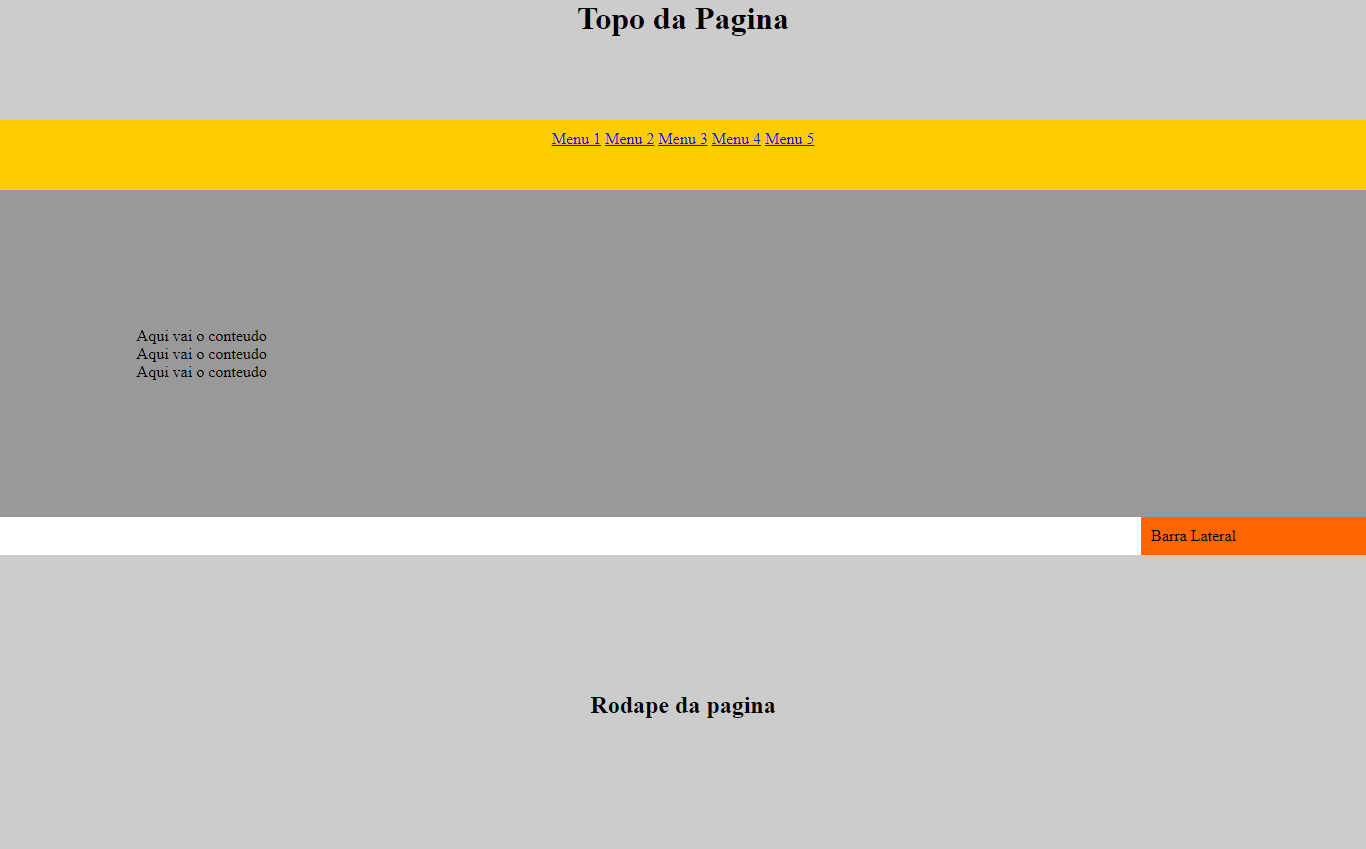 Topo da Pagina
Menu 1 Menu 2 Menu 3 Menu 4 Menu 5
Aqui vai o conteudo
Aqui vai o conteudo
Aqui vai o conteudo
Barra Lateral
Rodape da pagina